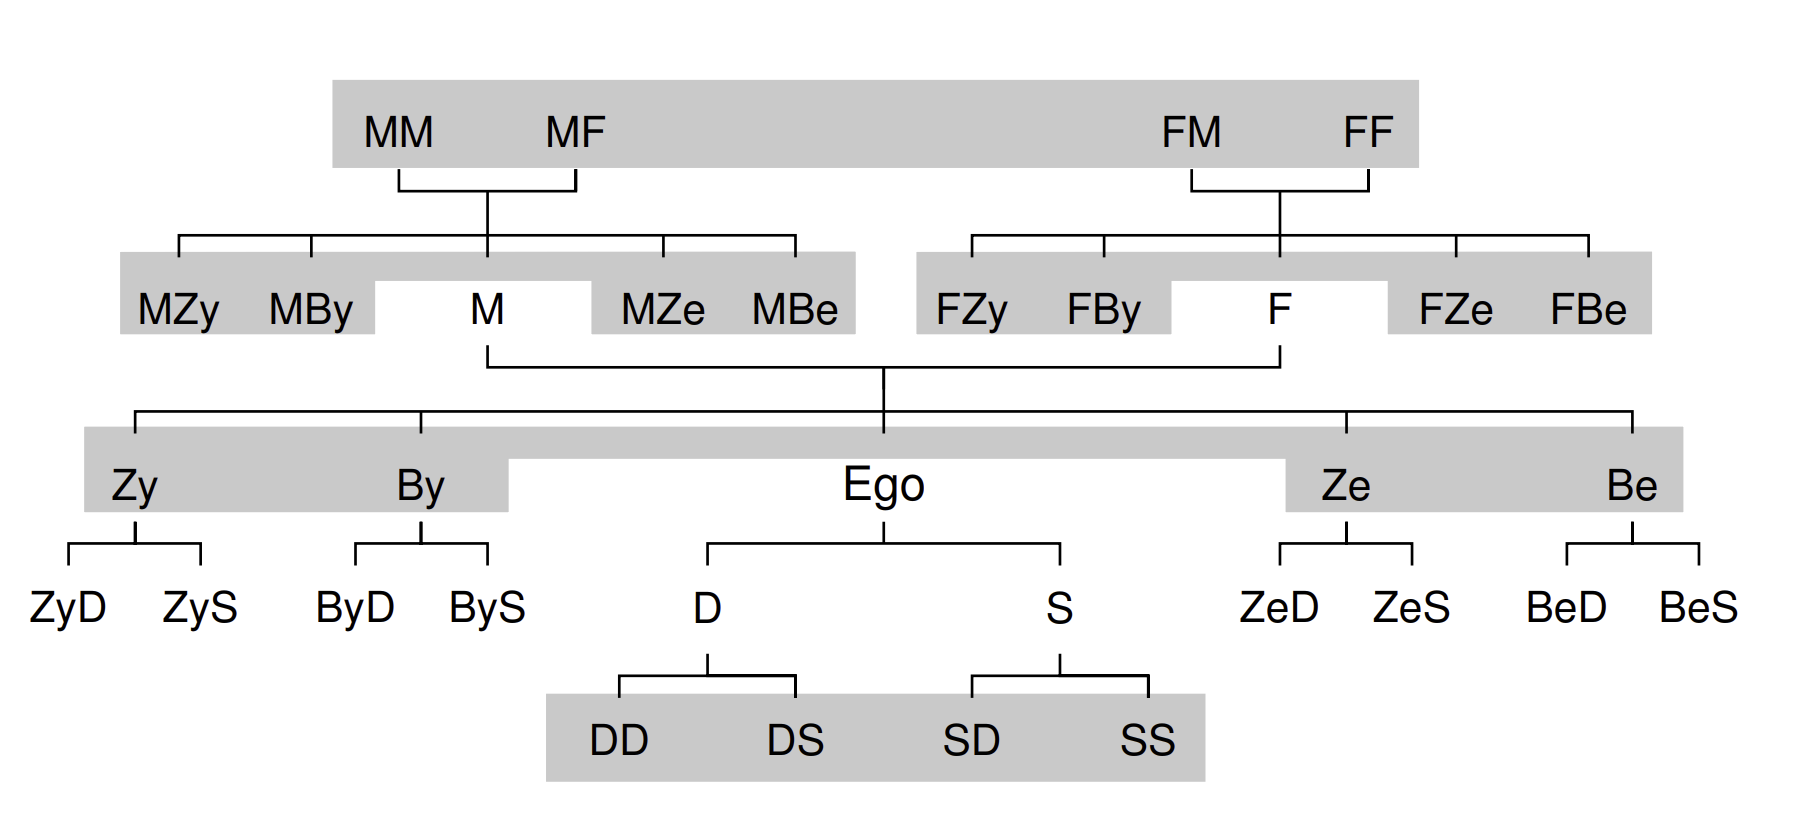 MM MF FM FF
MZy MBy M MZe MBe FZy FBy F FZe FBe
Zy By Ego Ze Be
ZyD ZyS ByD ByS D S ZeD ZeS BeD BeS
DD DS SD SS